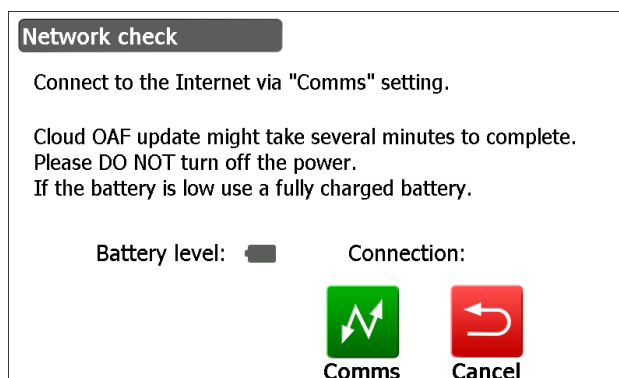 Network check
Connect to the Internet via "Comms" setting.
Cloud OAF update might take several minutes to complete.
Please DO NOT turn off the power.
If the battery is low use a fully charged battery.
Battery level: Connection:
Comms Cancel